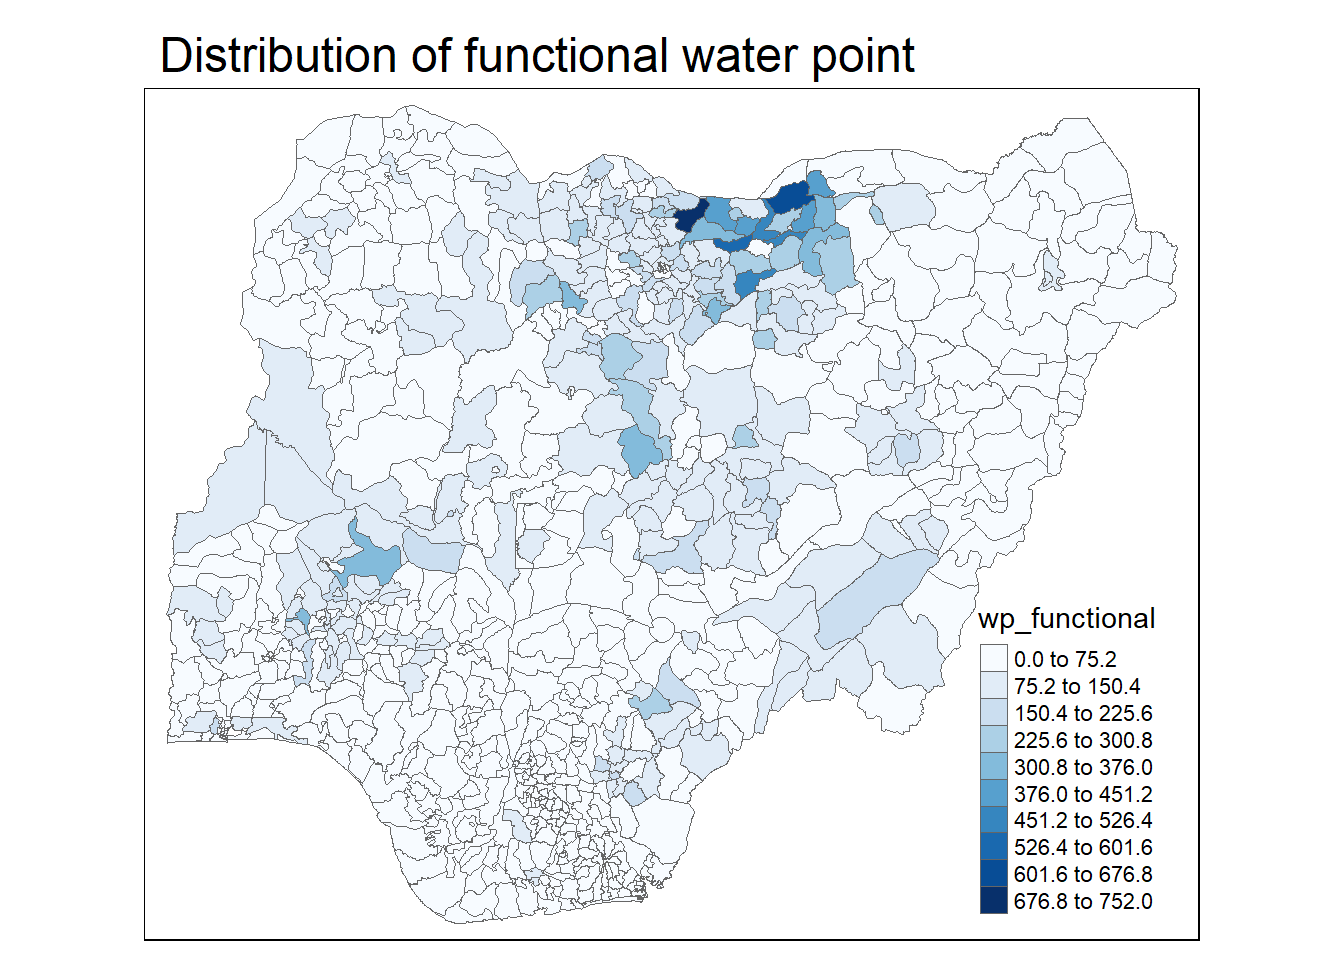 Distribution of functional water point
wp_functional
0.0 to 75.2
75.2 to 150.4
150.4 to 225.6
225.6 to 300.8
300.8 to 376.0
376.0 to 451.2
451.2 to 526.4
526.4 to 601.6
601.6 to 676.8
676.8 to 752.0